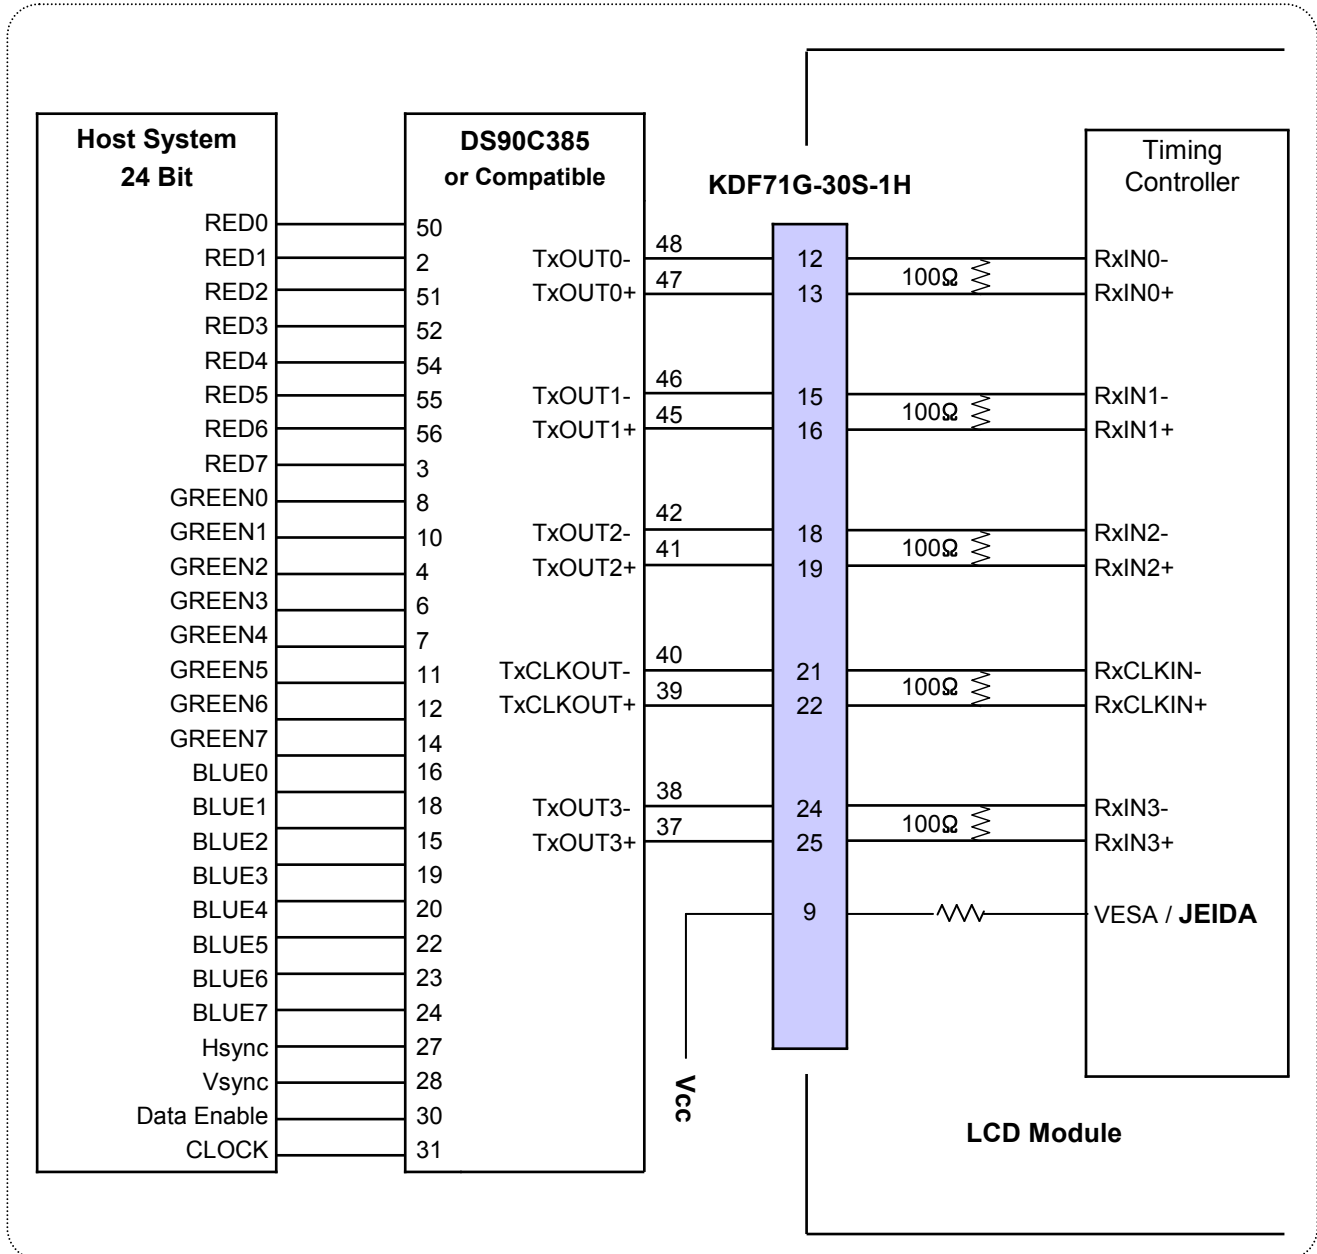 Host System
24 Bit
RED0
RED1
RED2
RED3
RED4
RED5
RED6
RED7
GREEN0
GREEN1
GREEN2
GREEN3
GREEN4
GREEN5
GREEN6
GREEN7
BLUE0
BLUE1
BLUE2
BLUE3
BLUE4
BLUE5
BLUE6
BLUE7
Hsync
Vsync
Data Enable
CLOCK
DS90C385
or Compatible
50
2
51
52
54
55
56
3
8
10
4
6
7
11
12
14
16
18
15
19
20
22
23
24
27
28
30
31
TxOUT0-
TxOUT0+
TxOUT1-
TxOUT1+
TxOUT2-
TxOUT2+
TxCLKOUT-
TxCLKOUT+
TxOUT3-
TxOUT3+
48
47
46
45
42
41
40
39
38
37
Vcc
KDF71G-30S-1H
12
13
15
16
18
19
21
22
24
25
9
100Ω
100Ω
100Ω
100Ω
100Ω
Timing
Controller
RxIN0-
RxIN0+
RxIN1-
RxIN1+
RxIN2-
RxIN2+
RxCLKIN-
RxCLKIN+
RxIN3-
RxIN3+
VESA / JEIDA
LCD Module